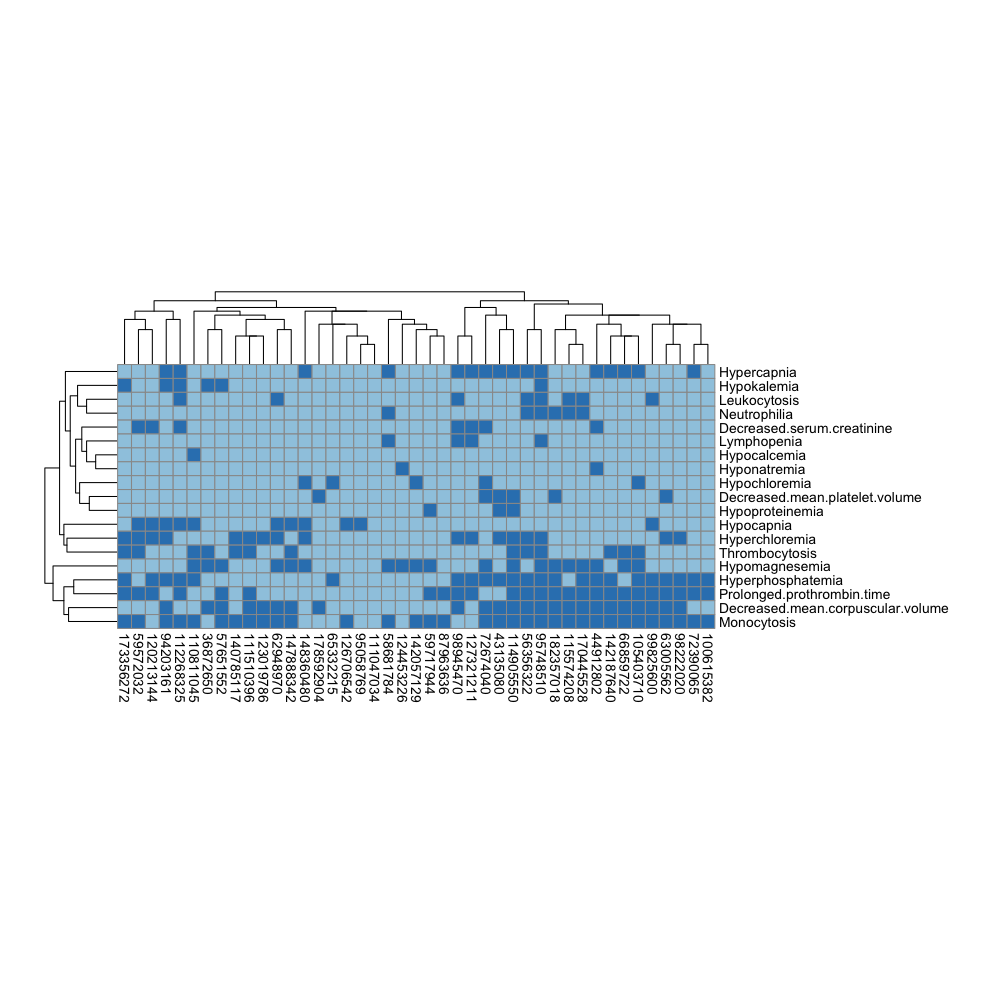 Hypercapnia
Hypokalemia
Leukocytosis
Neutrophilia
Decreased.serum.creatinine
Lymphopenia
Hypocalcemia
Hyponatremia
Hypochloremia
Decreased.mean.platelet.volume
Hypoproteinemia
Hypocapnia
Hyperchloremia
Thrombocytosis
Hypomagnesemia
Hyperphosphatemia
Prolonged.prothrombin.time
Decreased.mean.corpuscular.volume
Monocytosis
173356272
59572032
120213144
94203161
112268325
110811045
36872650
57651552
140785117
111510396
123019786
62948970
147888342
148360480
178592904
65332215
126706542
95058769
111047034
58681784
124453226
142057129
59717944
87963636
98945470
127321211
72674040
43135080
114905550
56356322
95748510
182357018
115574208
170445528
44912802
142187640
66859722
105403710
99825600
63005562
98222020
72390065
100615382